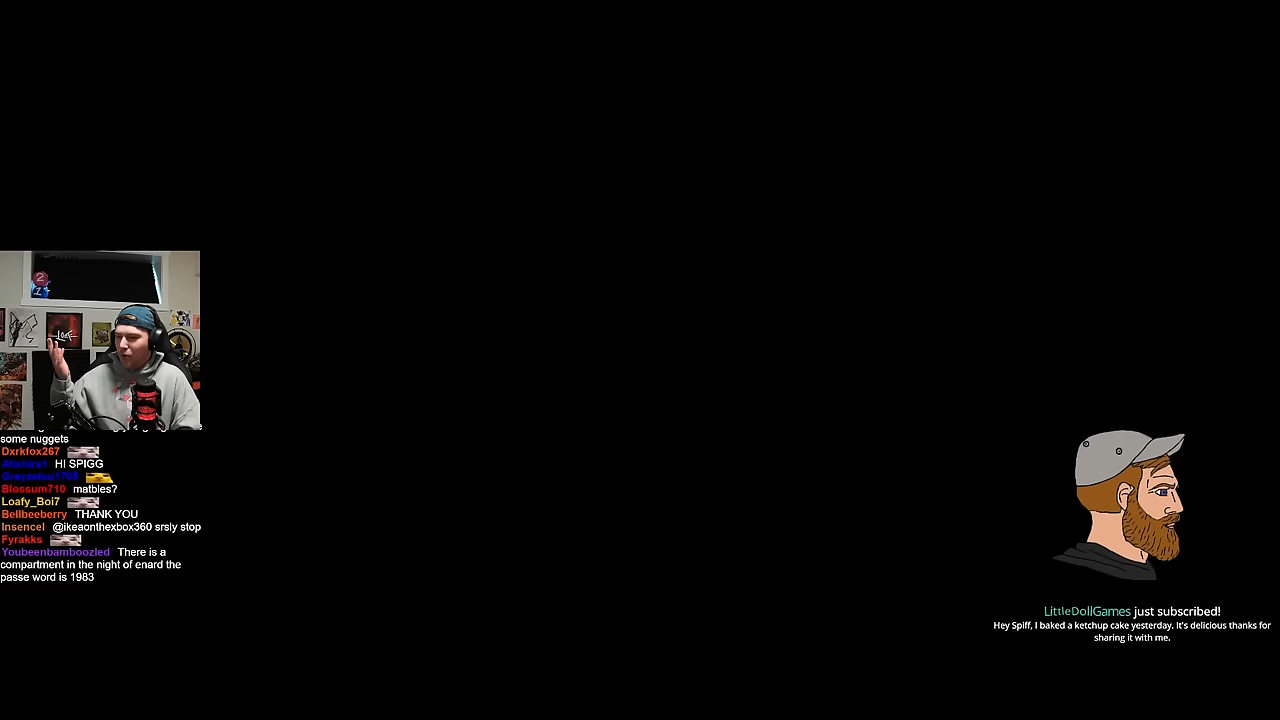 some nuggets
Dxrkfox267
HI SPIGG
Blossum710 matbles?
Loafy_Boi7
Bellbeeberry THANK YOU
Insencel @ikeaonthexbox360 srsly stop
Fyrakks
Youbeenbamboozled There is a
compartment in the night of enard the
passe word is 1983
LittleDollGames just subscribed!
Hey Spiff, I baked a ketchup cake yesterday. It's delicious thanks for
sharing it with me.